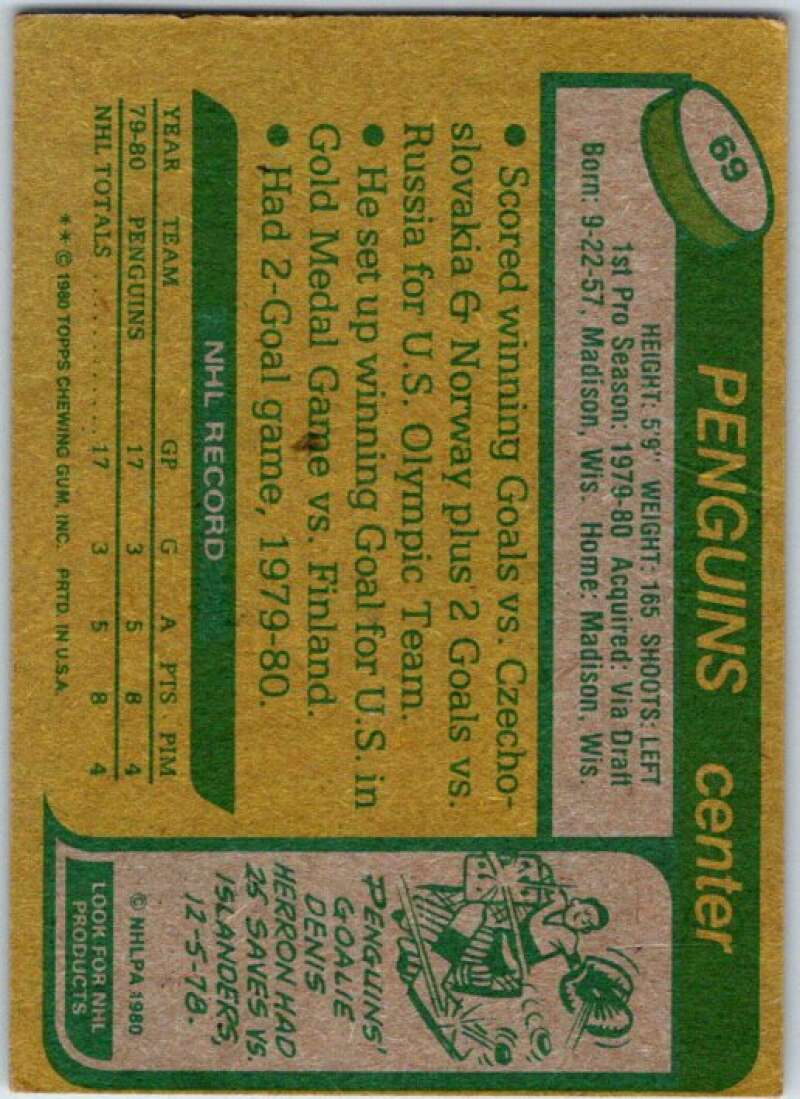 69
PENGUINS center
HEIGHT: 5'9" WEIGHT: 165 SHOOTS: LEFT
1st Pro Season: 1979-80 Acquired: Via Draft
Born: 9-22-57, Madison, Wis. Home: Madison, Wis.
● Scored winning Goals vs. Czecho-
slovakia & Norway plus 2 Goals vs.
Russia for U.S. Olympic Team.
● He set up winning Goal for U.S. in
Gold Medal Game vs. Finland.
● Had 2-Goal game, 1979-80.
NHL RECORD
YEAR TEAM GP G A PTS. PIM
79-80 PENGUINS 17 3 5 8 4
NHL TOTALS .......... 17 3 5 8 4
** © 1980 TOPPS CHEWING GUM, INC. PRTD. IN U.S.A.
PENGUINS'
GOALIE
DENIS
HERRON HAD
25 SAVES VS.
ISLANDERS,
12-5-78.
© NHLPA 1980
LOOK FOR NHL
PRODUCTS